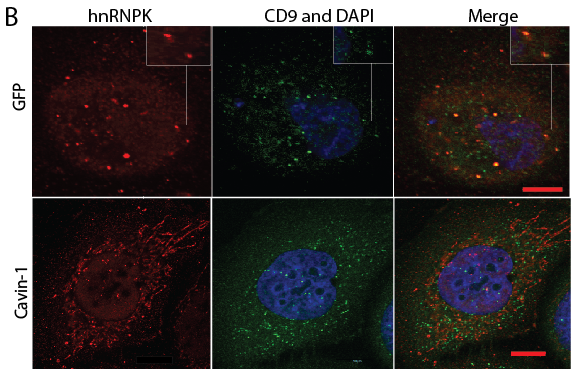 B
hnRNPK
CD9 and DAPI
Merge
GFP
Cavin-1